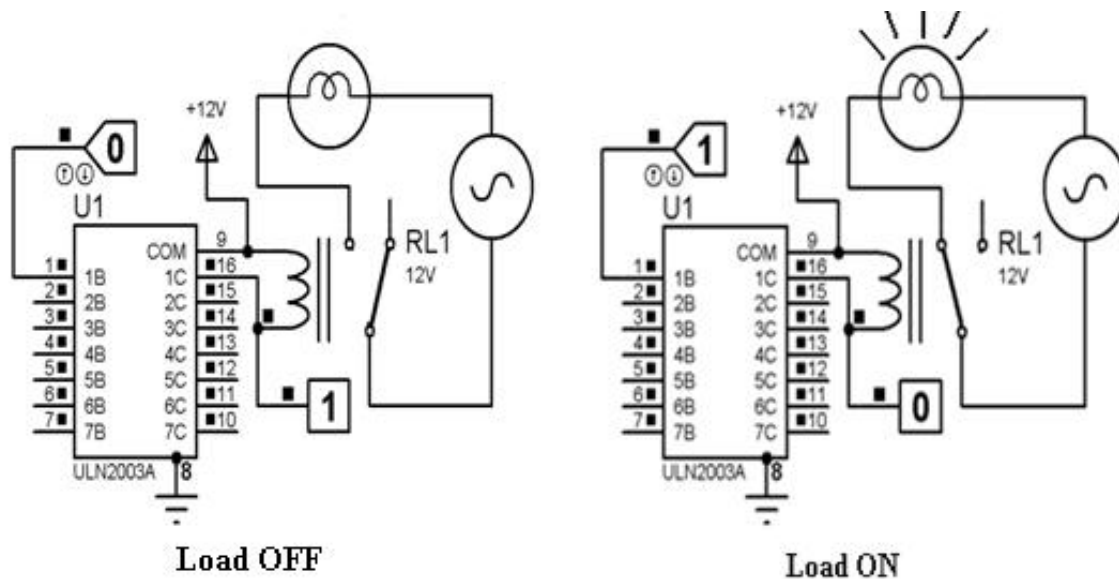 +12V
0
U1
COM 9
1 1B 1C 16
2 2B 2C 15
3 3B 3C 14
4 4B 4C 13
5 5B 5C 12
6 6B 6C 11
7 7B 7C 10
ULN2003A 8
RL1
12V
1
Load OFF
+12V
1
U1
COM 9
1 1B 1C 16
2 2B 2C 15
3 3B 3C 14
4 4B 4C 13
5 5B 5C 12
6 6B 6C 11
7 7B 7C 10
ULN2003A 8
RL1
12V
0
Load ON